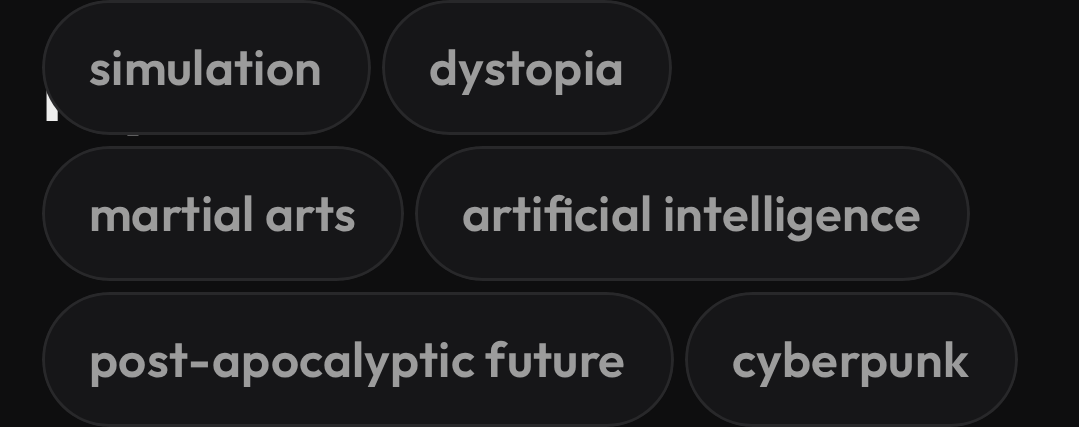 simulation dystopia
martial arts artificial intelligence
post-apocalyptic future cyberpunk